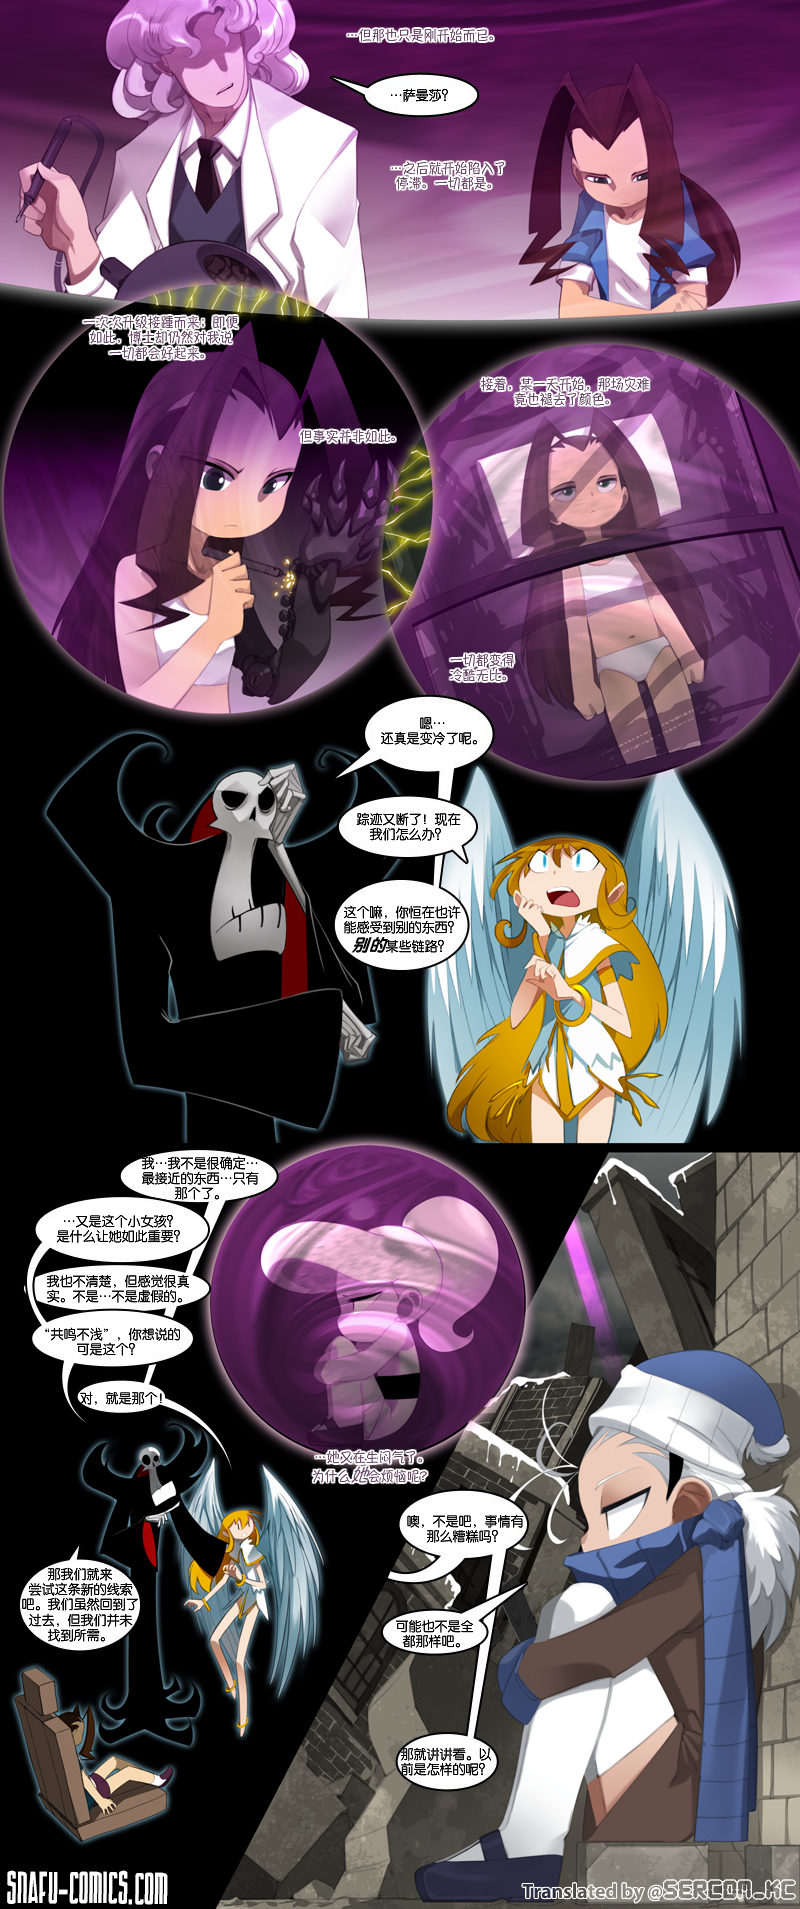 …但那也只是刚开始而已。
…萨曼莎？
…之后就开始陷入了
停滞。一切都是。
一次次升级接踵而来；即便
如此，博士却仍然对我说
一切都会好起来。
但事实并非如此。
接着，某一天开始，那场灾难
竟也褪去了颜色。
一切都变得
冷酷无比。
嗯…
还真是变冷了呢。
踪迹又断了！现在
我们怎么办？
这个嘛，你恒在也许
能感受到别的东西？
别的某些链路？
我…我不是很确定…
最接近的东西…只有
那个了。
…又是这个小女孩？
是什么让她如此重要？
我也不清楚，但感觉很真
实。不是…不是虚假的。
“共鸣不浅”，你想说的
可是这个？
对，就是那个！
…她又在生闷气了。
为什么她会烦恼呢？
噢，不是吧，事情有
那么糟糕吗？
那我们就来
尝试这条新的线索
吧。我们虽然回到了
过去，但我们并未
找到所需。
可能也不是全
都那样吧。
那就讲讲看。以
前是怎样的呢？
SNAFU-COMICS.COM
Translated by @SERCON_KC